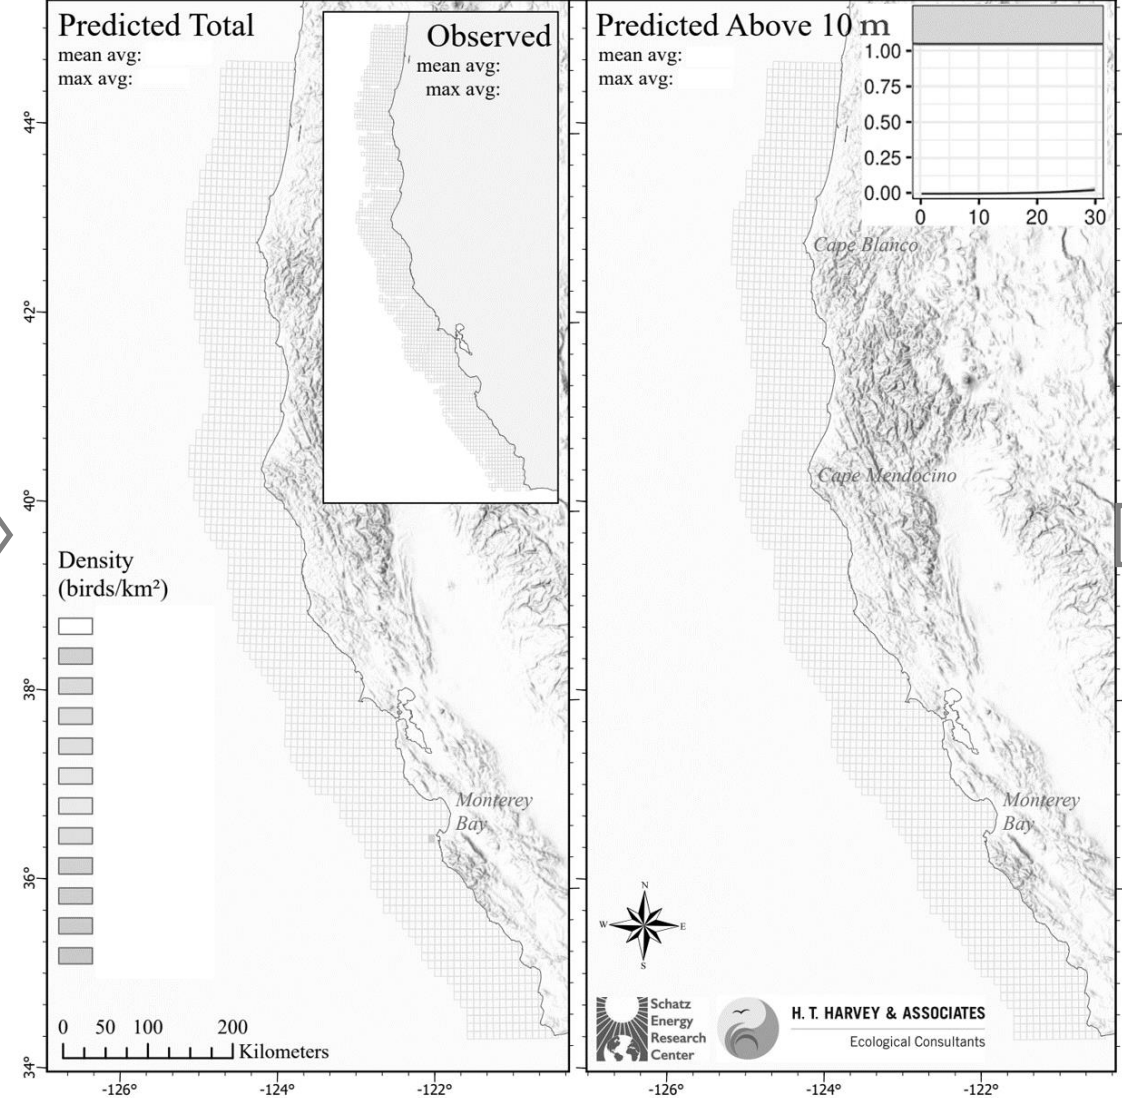 Predicted Total
mean avg:
max avg:
Observed
mean avg:
max avg:
Predicted Above 10 m
mean avg:
max avg:
1.00
0.75
0.50
0.25
0.00
0 10 20 30
44°
42°
40°
38°
36°
34°
Cape Blanco
Cape Mendocino
Density
(birds/km²)
Monterey
Bay
Monterey
Bay
N
W E
S
0 50 100 200
Kilometers
Schatz
Energy
Research
Center
H. T. HARVEY & ASSOCIATES
Ecological Consultants
-126° -124° -122°
-126° -124° -122°